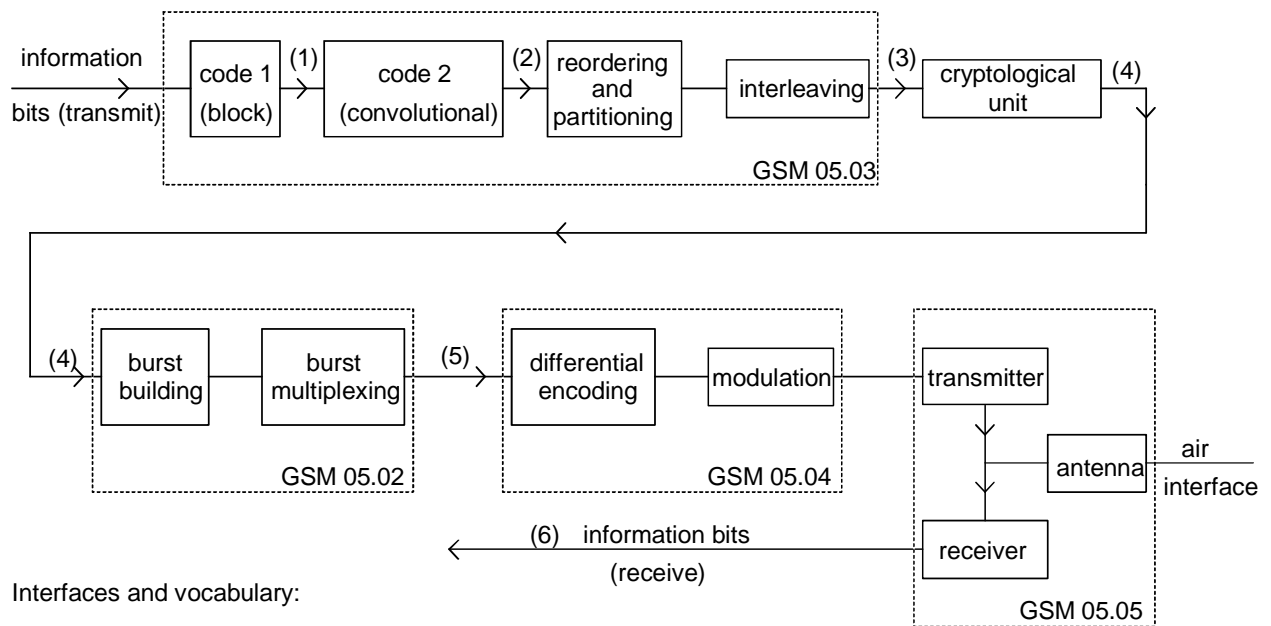 information
bits (transmit)
code 1
(block)
(1)
code 2
(convolutional)
(2)
reordering
and
partitioning
interleaving
GSM 05.03
(3)
cryptological
unit
(4)
(4)
burst
building
burst
multiplexing
GSM 05.02
(5)
differential
encoding
modulation
GSM 05.04
transmitter
antenna
air
interface
receiver
GSM 05.05
(6) information bits
(receive)
Interfaces and vocabulary: